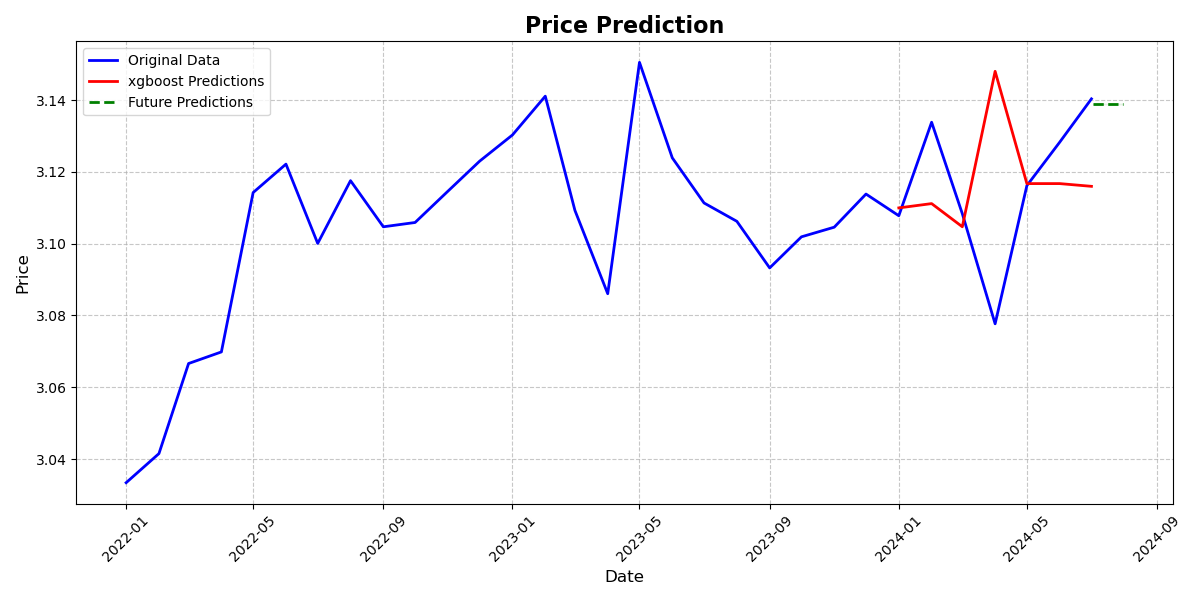 Price Prediction
Original Data
xgboost Predictions
Future Predictions
Price
3.14
3.12
3.10
3.08
3.06
3.04
2022-01
2022-05
2022-09
2023-01
2023-05
2023-09
2024-01
2024-05
2024-09
Date